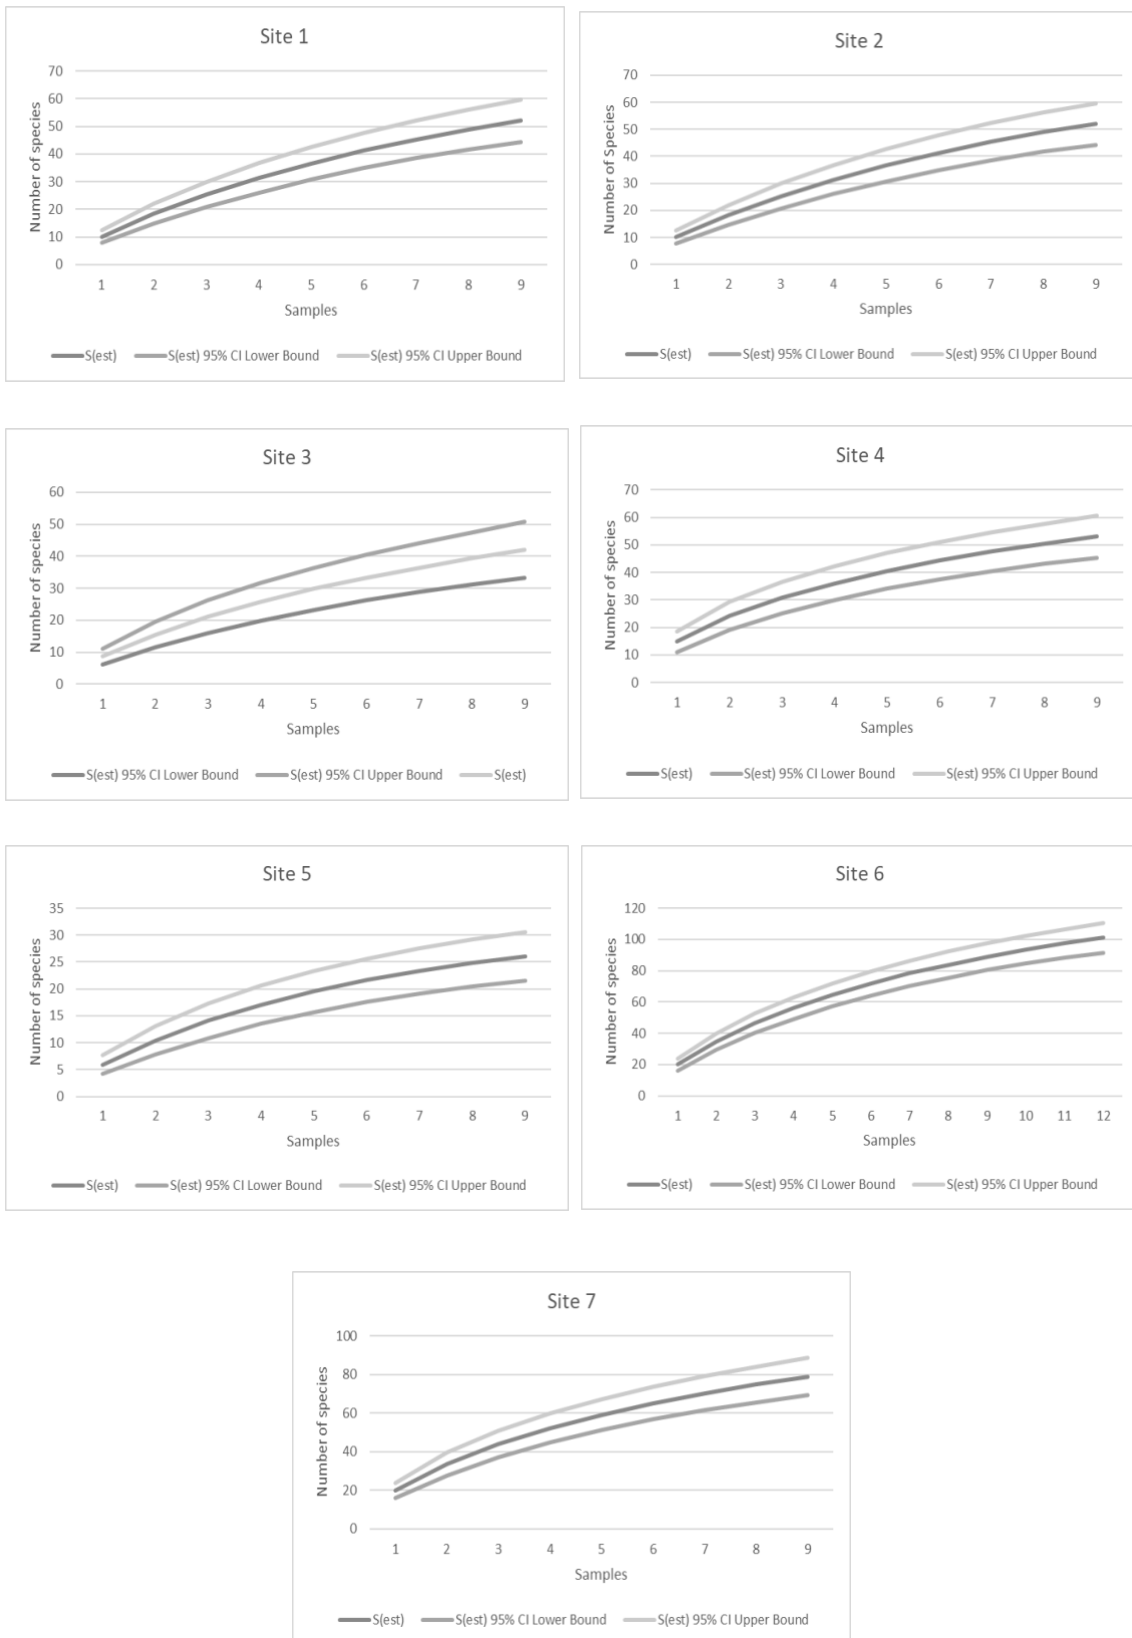 Site 1
Number of species
70
60
50
40
30
20
10
0
1 2 3 4 5 6 7 8 9
Samples
S(est) S(est) 95% CI Lower Bound S(est) 95% CI Upper Bound
Site 2
Number of Species
70
60
50
40
30
20
10
0
1 2 3 4 5 6 7 8 9
Samples
S(est) S(est) 95% CI Lower Bound S(est) 95% CI Upper Bound
Site 3
Number of species
60
50
40
30
20
10
0
1 2 3 4 5 6 7 8 9
Samples
S(est) 95% CI Lower Bound S(est) 95% CI Upper Bound S(est)
Site 4
Number of species
70
60
50
40
30
20
10
0
1 2 3 4 5 6 7 8 9
Samples
S(est) S(est) 95% CI Lower Bound S(est) 95% CI Upper Bound
Site 5
Number of species
35
30
25
20
15
10
5
0
1 2 3 4 5 6 7 8 9
Samples
S(est) S(est) 95% CI Lower Bound S(est) 95% CI Upper Bound
Site 6
Number of species
120
100
80
60
40
20
0
1 2 3 4 5 6 7 8 9 10 11 12
Samples
S(est) S(est) 95% CI Lower Bound S(est) 95% CI Upper Bound
Site 7
Number of species
100
80
60
40
20
0
1 2 3 4 5 6 7 8 9
Samples
S(est) S(est) 95% CI Lower Bound S(est) 95% CI Upper Bound